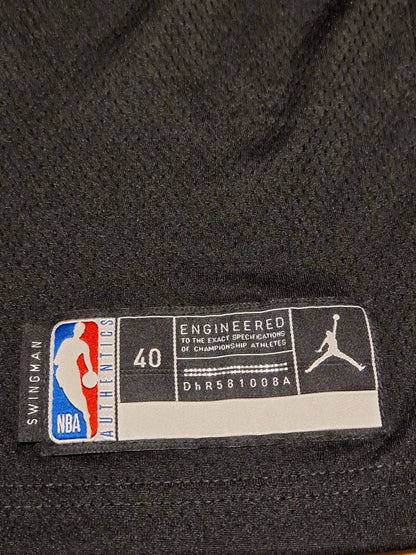 SWINGMAN
NBA
AUTHENTICS
40
ENGINEERED
TO THE EXACT SPECIFICATIONS
OF CHAMPIONSHIP ATHLETES
DhR581008A